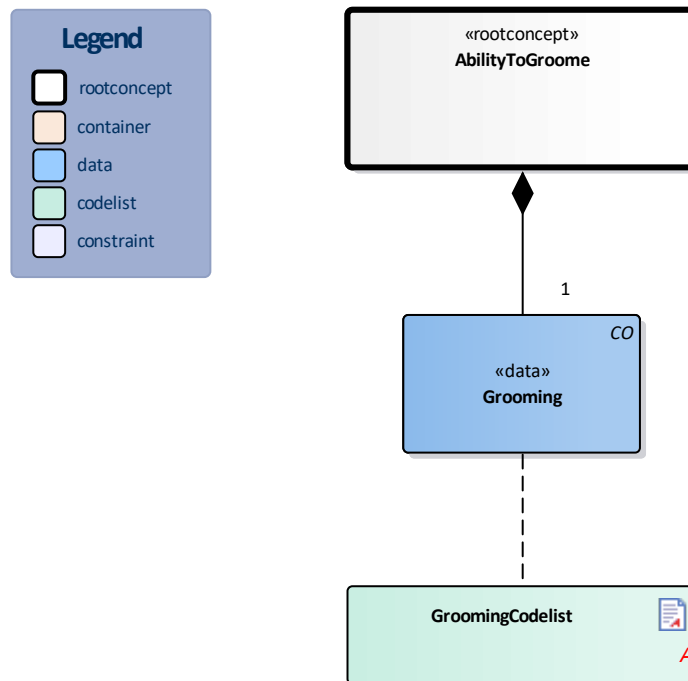 Legend
rootconcept
container
data
codelist
constraint
«rootconcept»
AbilityToGroome
1
CO
«data»
Grooming
GroomingCodelist
A